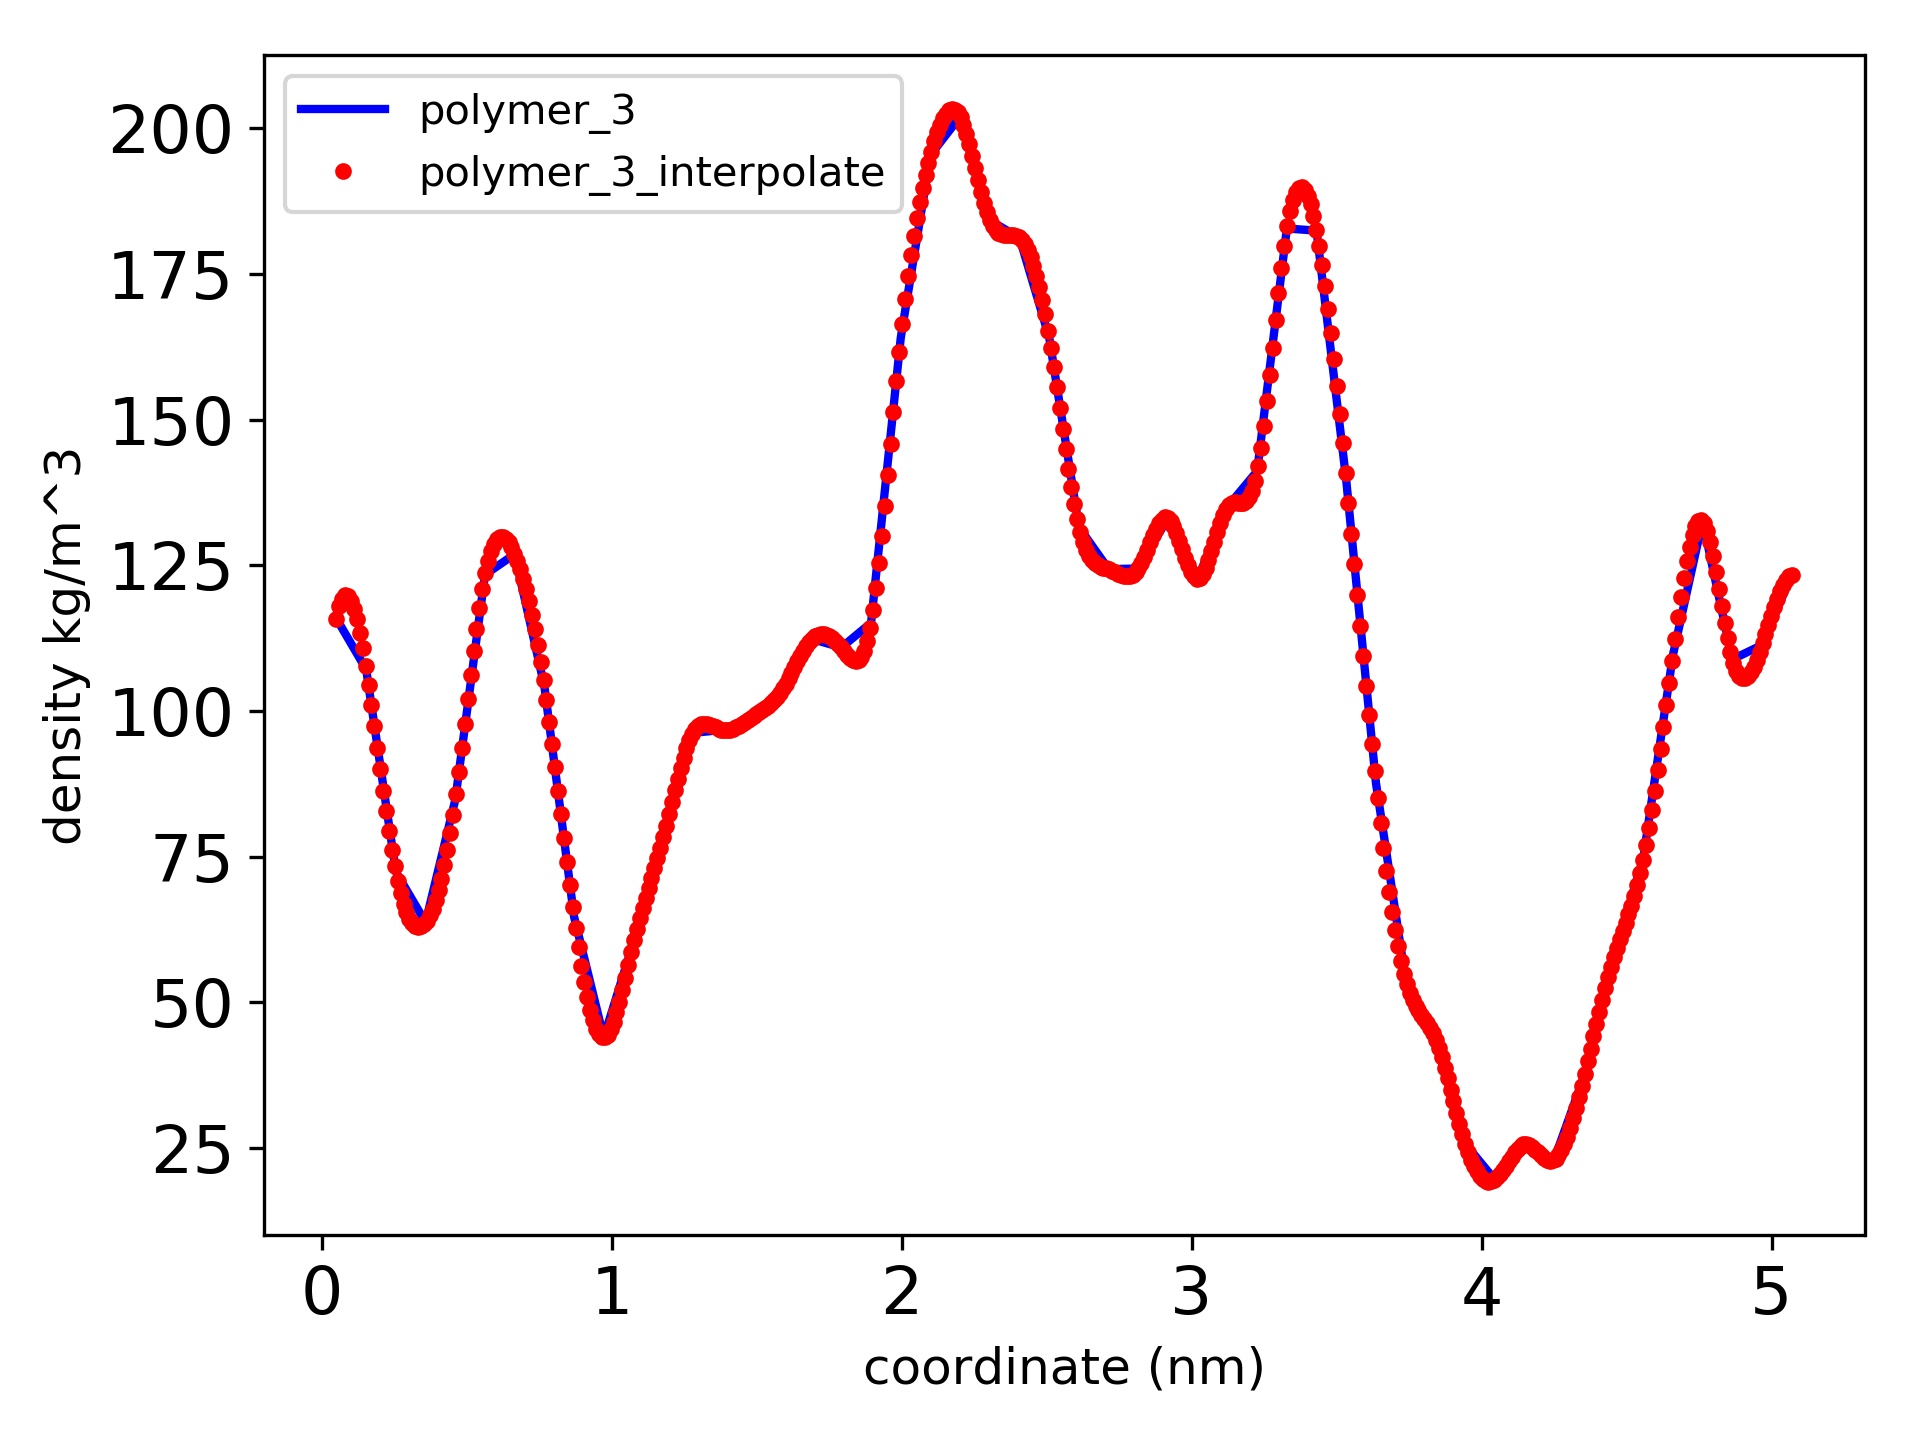 polymer_3
polymer_3_interpolate
200
175
150
125
100
75
50
25
density kg/m^3
0 1 2 3 4 5
coordinate (nm)